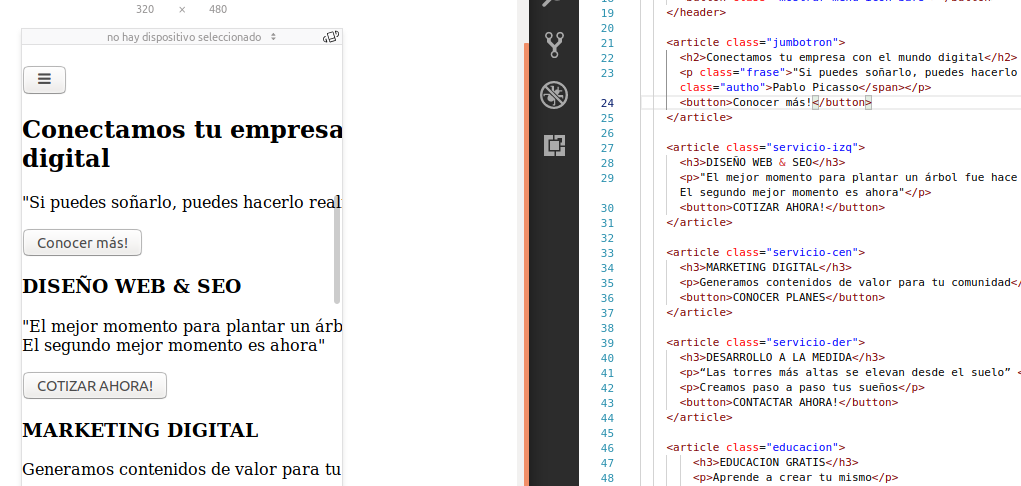 320 × 480
no hay dispositivo seleccionado
Conectamos tu empresa
digital
"Si puedes soñarlo, puedes hacerlo real
Conocer más!
DISEÑO WEB & SEO
"El mejor momento para plantar un árb
El segundo mejor momento es ahora"
COTIZAR AHORA!
MARKETING DIGITAL
Generamos contenidos de valor para tu
18
19 </header>
20
21 <article class="jumbotron">
22 <h2>Conectamos tu empresa con el mundo digital</h2>
23 <p class="frase">"Si puedes soñarlo, puedes hacerlo
class="autho">Pablo Picasso</span></p>
24 <button>Conocer más!</button>
25 </article>
26
27 <article class="servicio-izq">
28 <h3>DISEÑO WEB & SEO</h3>
29 <p>"El mejor momento para plantar un árbol fue hace
El segundo mejor momento es ahora"</p>
30 <button>COTIZAR AHORA!</button>
31 </article>
32
33 <article class="servicio-cen">
34 <h3>MARKETING DIGITAL</h3>
35 <p>Generamos contenidos de valor para tu comunidad</
36 <button>CONOCER PLANES</button>
37 </article>
38
39 <article class="servicio-der">
40 <h3>DESARROLLO A LA MEDIDA</h3>
41 <p>“Las torres más altas se elevan desde el suelo” <
42 <p>Creamos paso a paso tus sueños</p>
43 <button>CONTACTAR AHORA!</button>
44 </article>
45
46 <article class="educacion">
47 <h3>EDUCACION GRATIS</h3>
48 <p>Aprende a crear tu mismo</p>